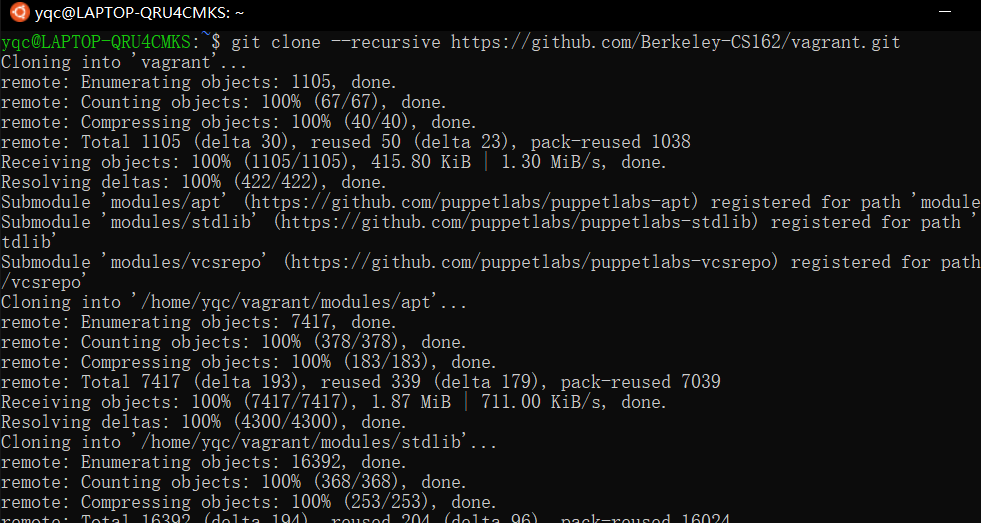 yqc@LAPTOP-QRU4CMKS: ~
yqc@LAPTOP-QRU4CMKS:~$ git clone --recursive https://github.com/Berkeley-CS162/vagrant.git
Cloning into 'vagrant'...
remote: Enumerating objects: 1105, done.
remote: Counting objects: 100% (67/67), done.
remote: Compressing objects: 100% (40/40), done.
remote: Total 1105 (delta 30), reused 50 (delta 23), pack-reused 1038
Receiving objects: 100% (1105/1105), 415.80 KiB | 1.30 MiB/s, done.
Resolving deltas: 100% (422/422), done.
Submodule 'modules/apt' (https://github.com/puppetlabs/puppetlabs-apt) registered for path 'module
Submodule 'modules/stdlib' (https://github.com/puppetlabs/puppetlabs-stdlib) registered for path '
tdlib'
Submodule 'modules/vcsrepo' (https://github.com/puppetlabs/puppetlabs-vcsrepo) registered for path
/vcsrepo'
Cloning into '/home/yqc/vagrant/modules/apt'...
remote: Enumerating objects: 7417, done.
remote: Counting objects: 100% (378/378), done.
remote: Compressing objects: 100% (183/183), done.
remote: Total 7417 (delta 193), reused 339 (delta 179), pack-reused 7039
Receiving objects: 100% (7417/7417), 1.87 MiB | 711.00 KiB/s, done.
Resolving deltas: 100% (4300/4300), done.
Cloning into '/home/yqc/vagrant/modules/stdlib'...
remote: Enumerating objects: 16392, done.
remote: Counting objects: 100% (368/368), done.
remote: Compressing objects: 100% (253/253), done.
remote: Total 16392 (delta 194), reused 204 (delta 96), pack-reused 16024